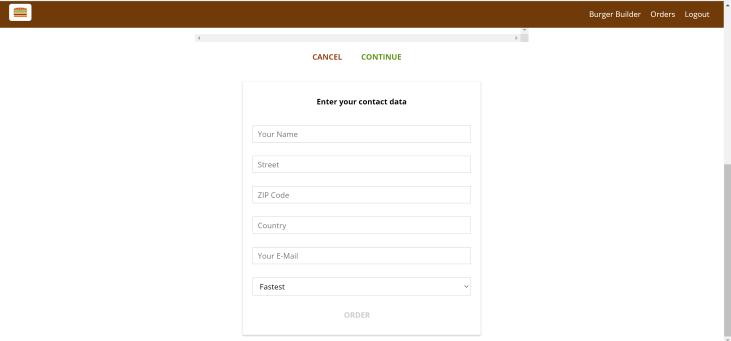 Burger Builder Orders Logout
CANCEL CONTINUE
Enter your contact data
Your Name
Street
ZIP Code
Country
Your E-Mail
Fastest
ORDER